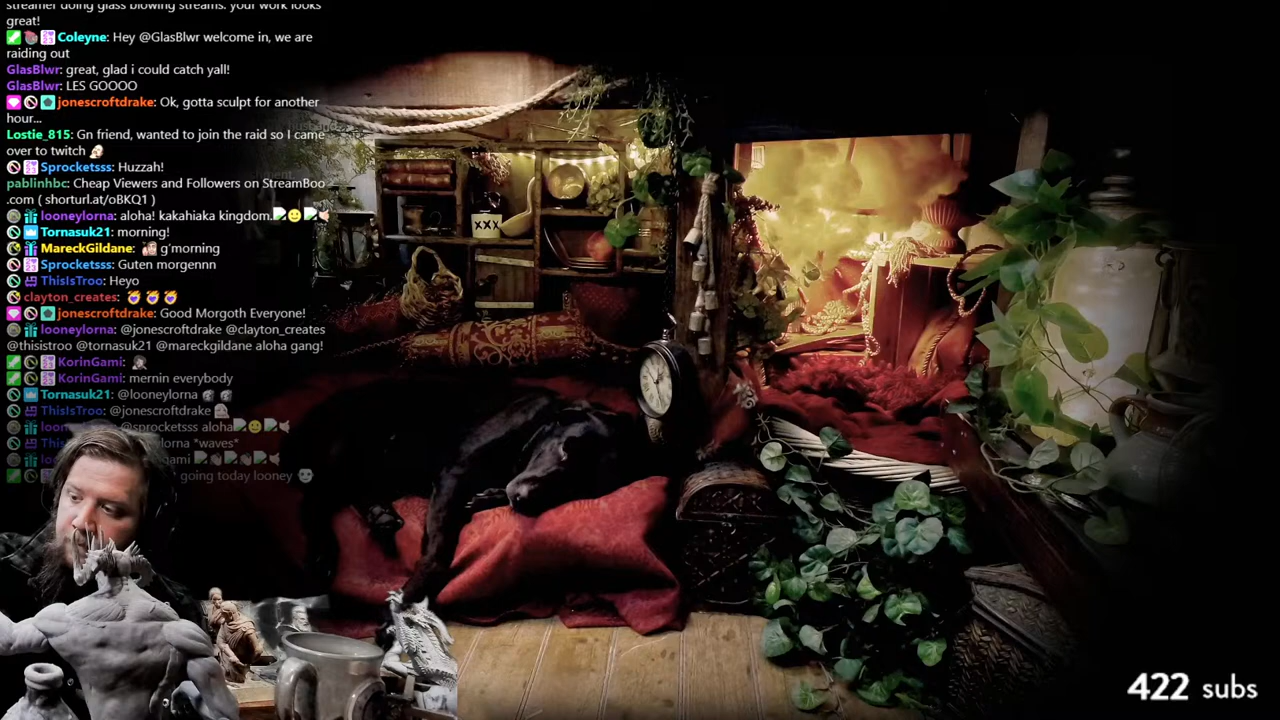 streamer doing glass blowing streams. your work looks
great!
Coleyne: Hey @GlasBlwr welcome in, we are
raiding out
GlasBlwr: great, glad i could catch yall!
GlasBlwr: LES GOOOO
jonescroftdrake: Ok, gotta sculpt for another
hour...
Lostie_815: Gn friend, wanted to join the raid so I came
over to twitch
Sprocketsss: Huzzah!
pablinhbc: Cheap Viewers and Followers on StreamBoo
.com ( shorturl.at/oBKQ1 )
looneylorna: aloha! kakahiaka kingdom.
Tornasuk21: morning!
MareckGildane: g'morning
Sprocketsss: Guten morgennn
ThisIsTroo: Heyo
clayton_creates:
jonescroftdrake: Good Morgoth Everyone!
looneylorna: @jonescroftdrake @clayton_creates
@thisistroo @tornasuk21 @mareckgildane aloha gang!
KorinGami:
KorinGami: mernin everybody
Tornasuk21: @looneylorna
ThisIsTroo: @jonescroftdrake
loon @sprocketsss aloha
This lorna *waves*
loo gami
going today looney
XXX
422 subs